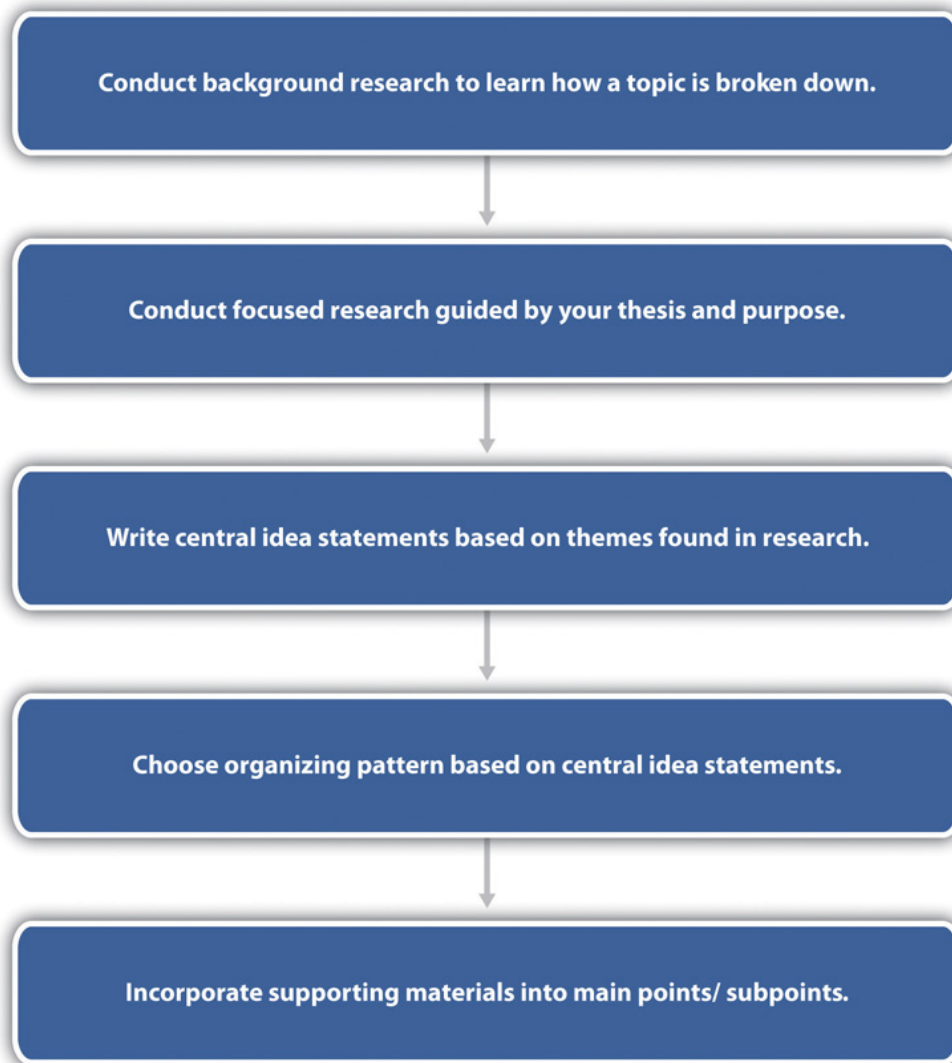 Conduct background research to learn how a topic is broken down.
Conduct focused research guided by your thesis and purpose.
Write central idea statements based on themes found in research.
Choose organizing pattern based on central idea statements.
Incorporate supporting materials into main points/ subpoints.